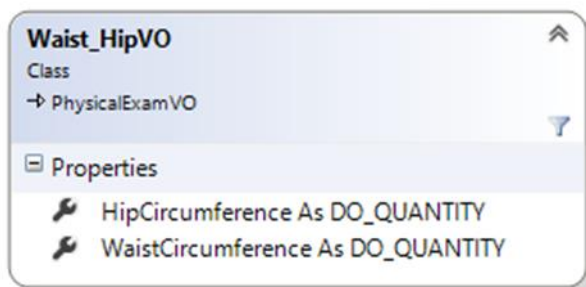 Waist_HipVO
Class
PhysicalExamVO
Properties
HipCircumference As DO_QUANTITY
WaistCircumference As DO_QUANTITY